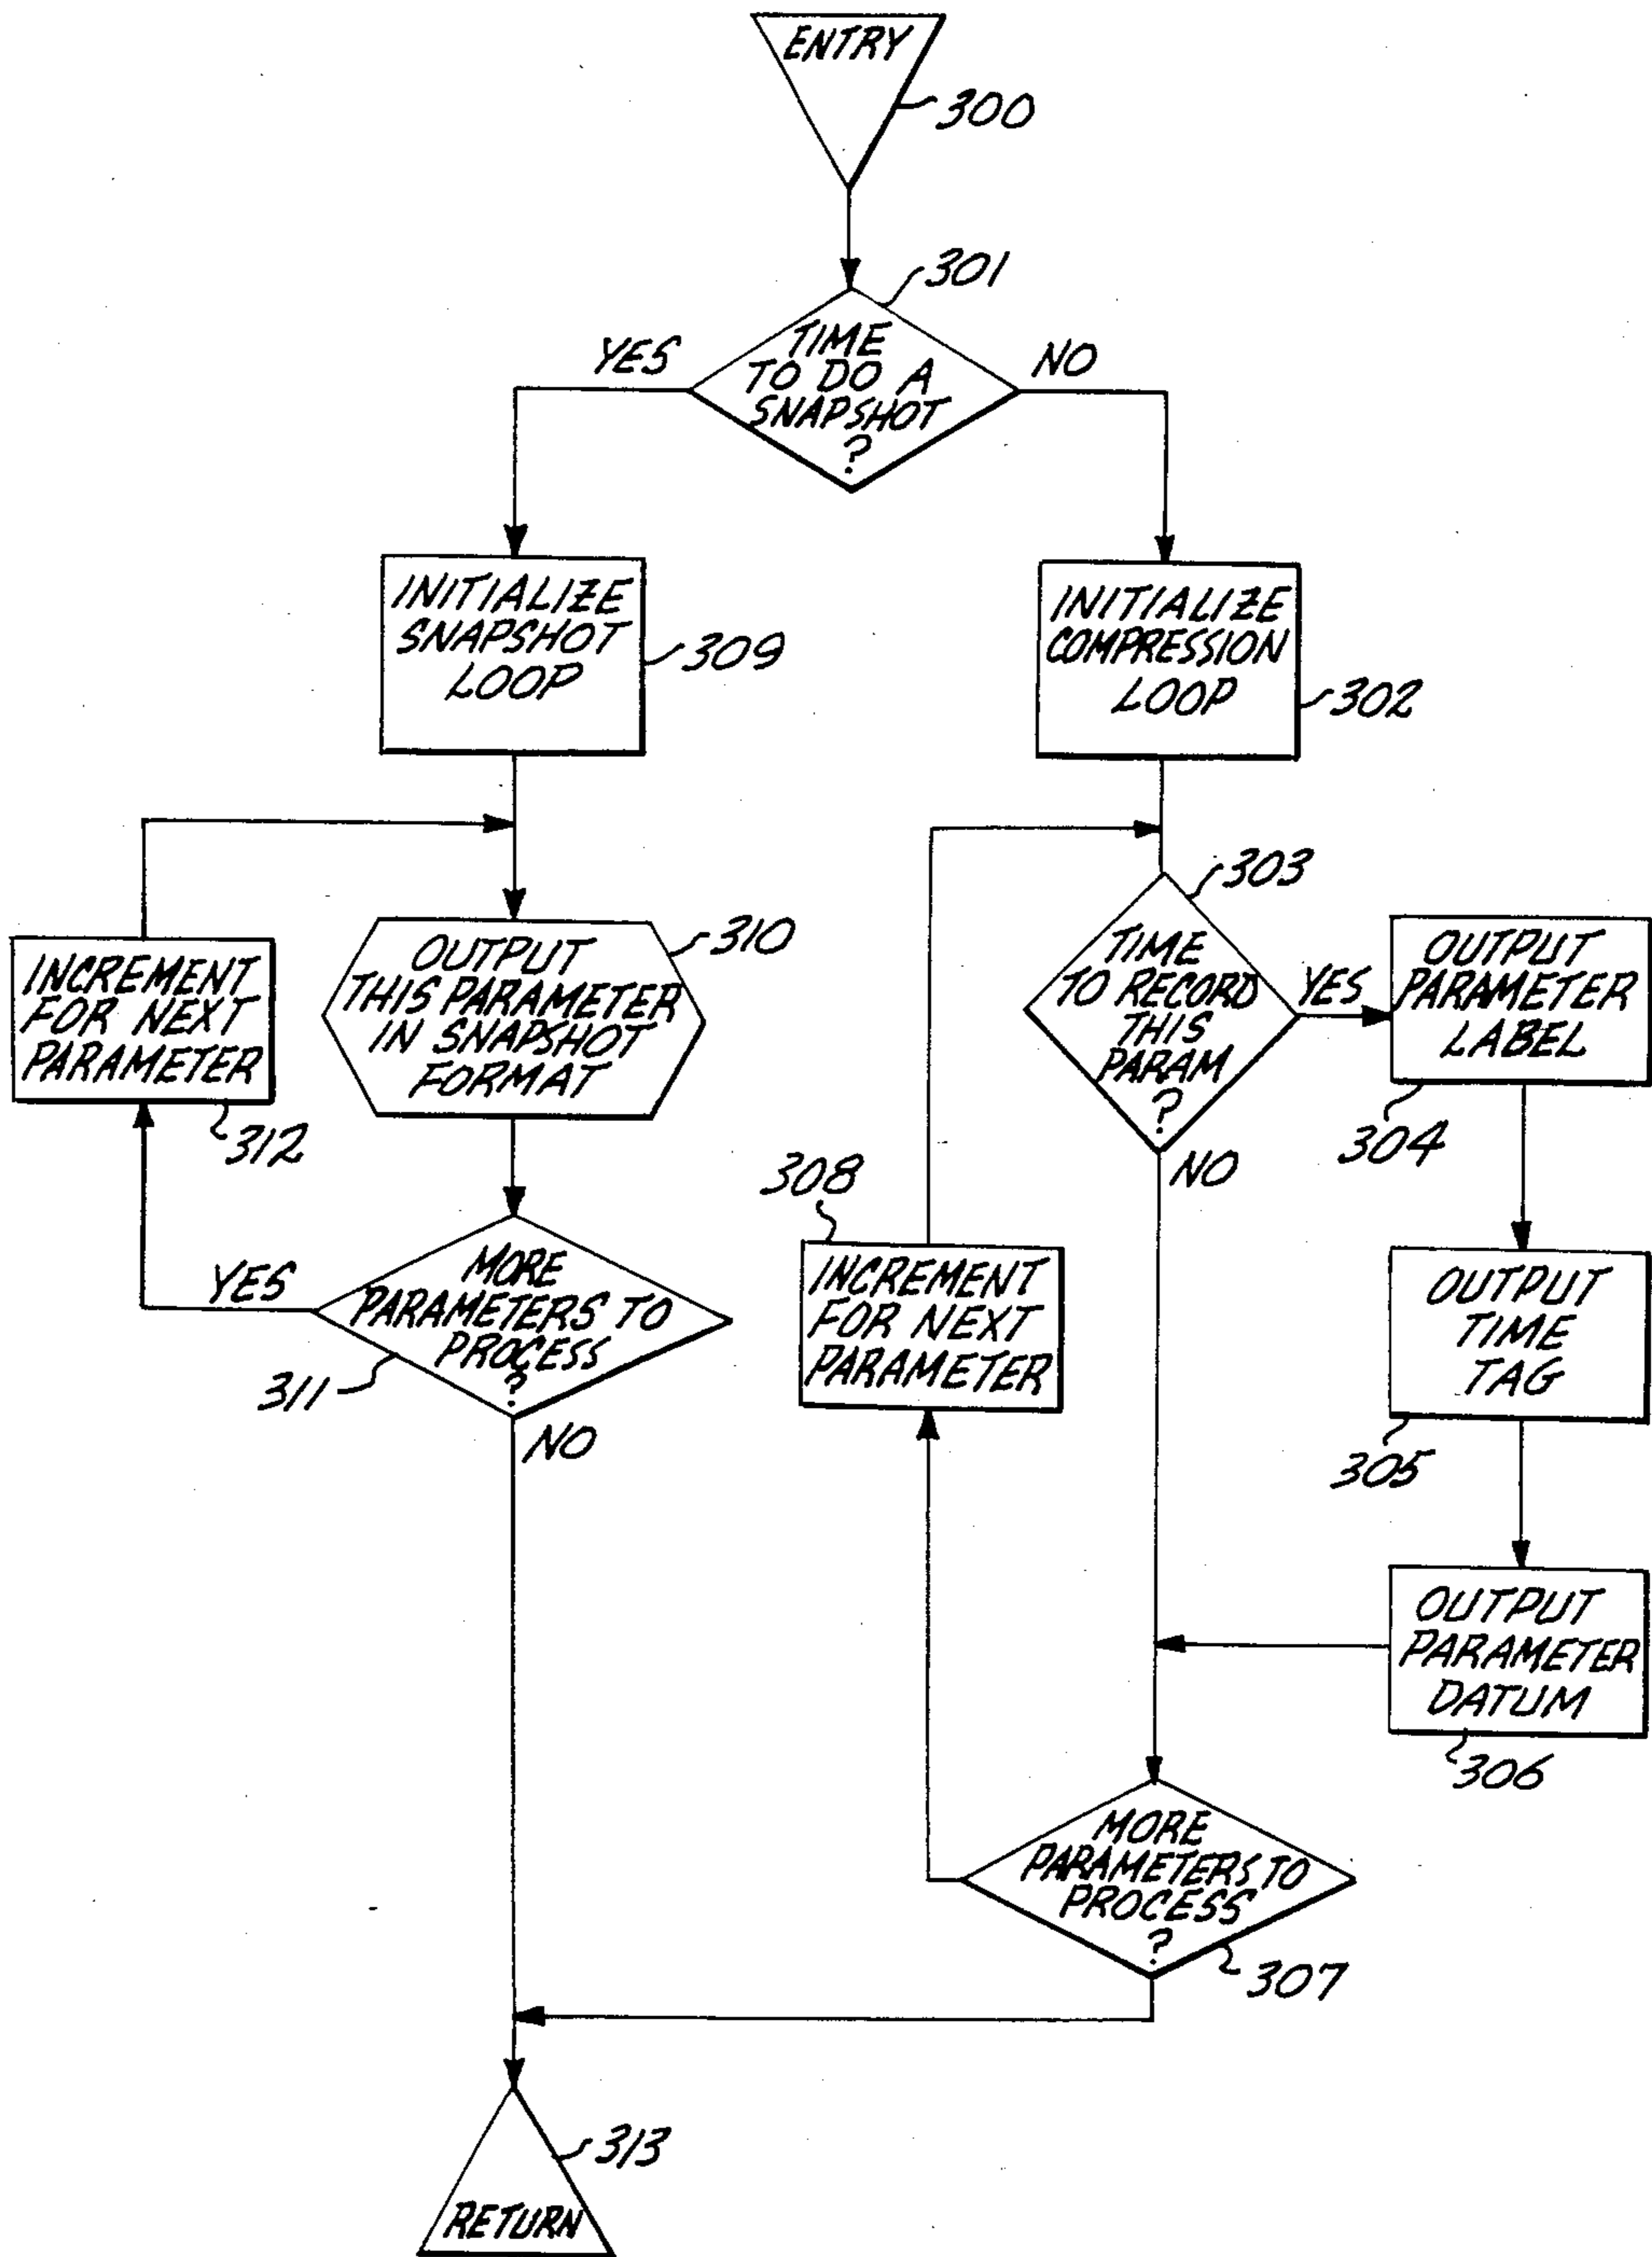 ENTRY
300
301
TIME
TO DO A
SNAPSHOT
?
YES
NO
INITIALIZE
SNAPSHOT
LOOP
309
INITIALIZE
COMPRESSION
LOOP
302
303
TIME
TO RECORD
THIS
PARAM
?
YES
NO
OUTPUT
PARAMETER
LABEL
304
INCREMENT
FOR NEXT
PARAMETER
312
OUTPUT
THIS PARAMETER
IN SNAPSHOT
FORMAT
310
308
INCREMENT
FOR NEXT
PARAMETER
OUTPUT
TIME
TAG
305
YES
MORE
PARAMETERS TO
PROCESS
?
311
NO
OUTPUT
PARAMETER
DATUM
306
MORE
PARAMETERS TO
PROCESS
?
307
313
RETURN